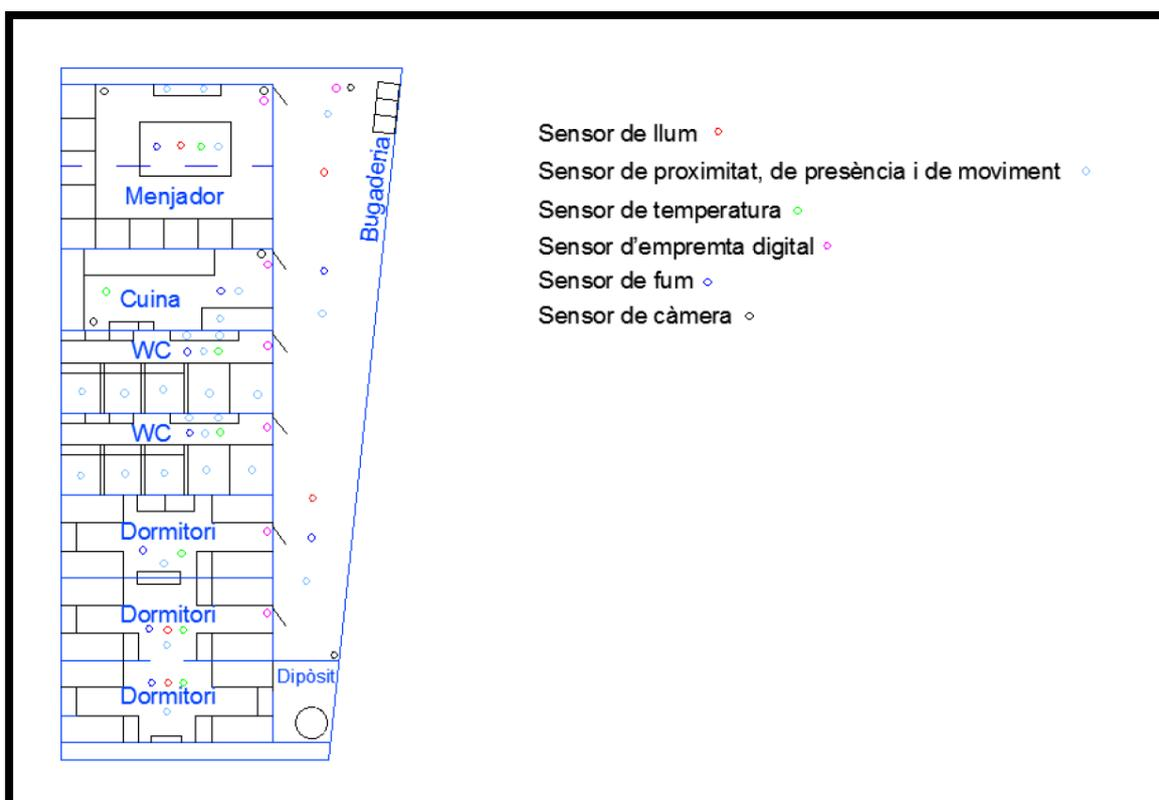 Menjador
Bugaderia
Cuina
WC
WC
Dormitori
Dormitori
Dipòsit
Dormitori
Sensor de llum
Sensor de proximitat, de presència i de moviment
Sensor de temperatura
Sensor d'empremta digital
Sensor de fum
Sensor de càmera